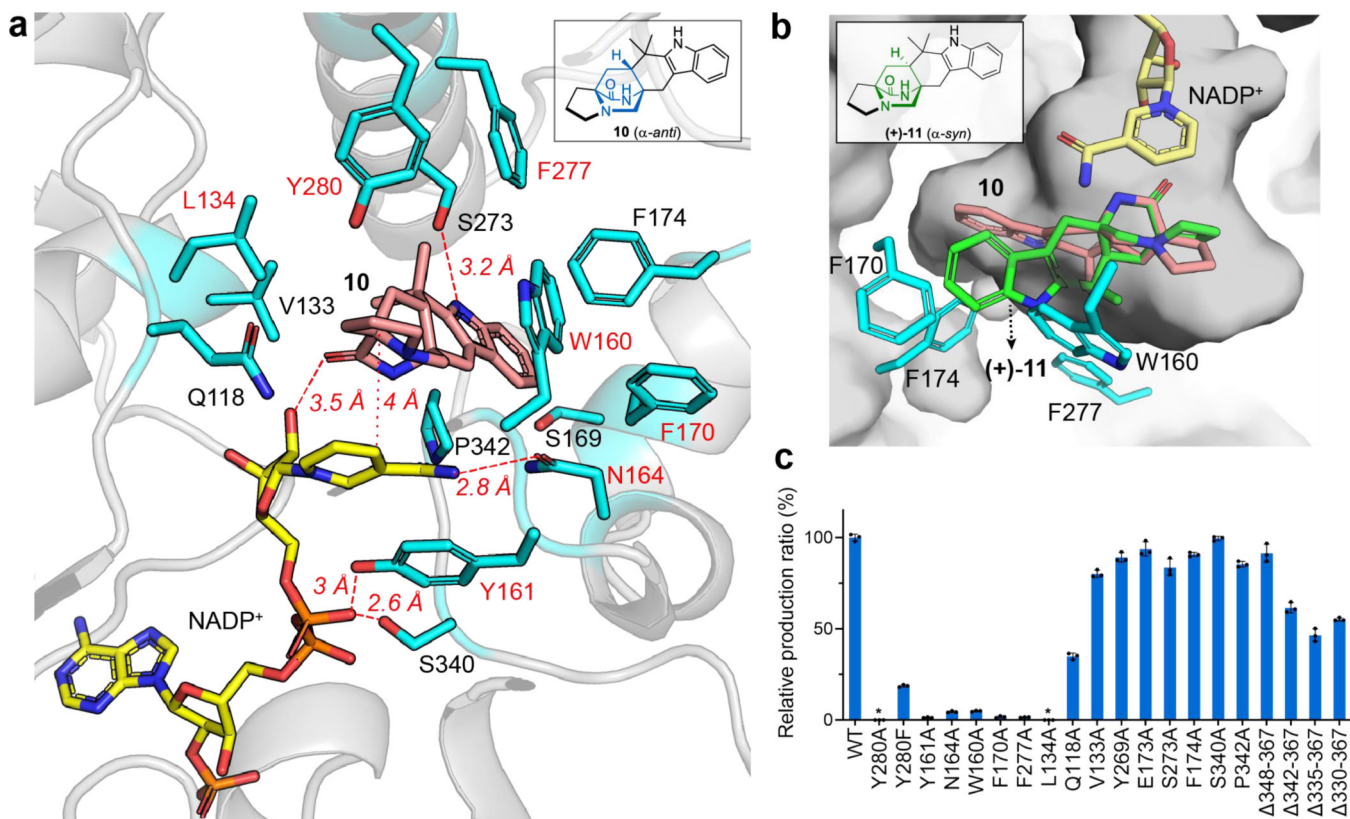 a
H
N
H
O
H
N
N
10 (α-anti)
Y280
F277
L134
S273
F174
3.2 Å
10
V133
W160
Q118
3.5 Å
4 Å
P342
S169
F170
N164
2.8 Å
3 Å
Y161
2.6 Å
NADP+
S340
b
H
N
H
O
H
N
N
(+)-11 (α-syn)
NADP+
10
F170
F174
(+)-11
W160
F277
c
Relative production ratio (%)
100
50
0
* *
WT
Y280A
Y280F
Y161A
N164A
W160A
F170A
F277A
L134A
Q118A
V133A
Y269A
E173A
S273A
F174A
S340A
P342A
Δ348-367
Δ342-367
Δ335-367
Δ330-367